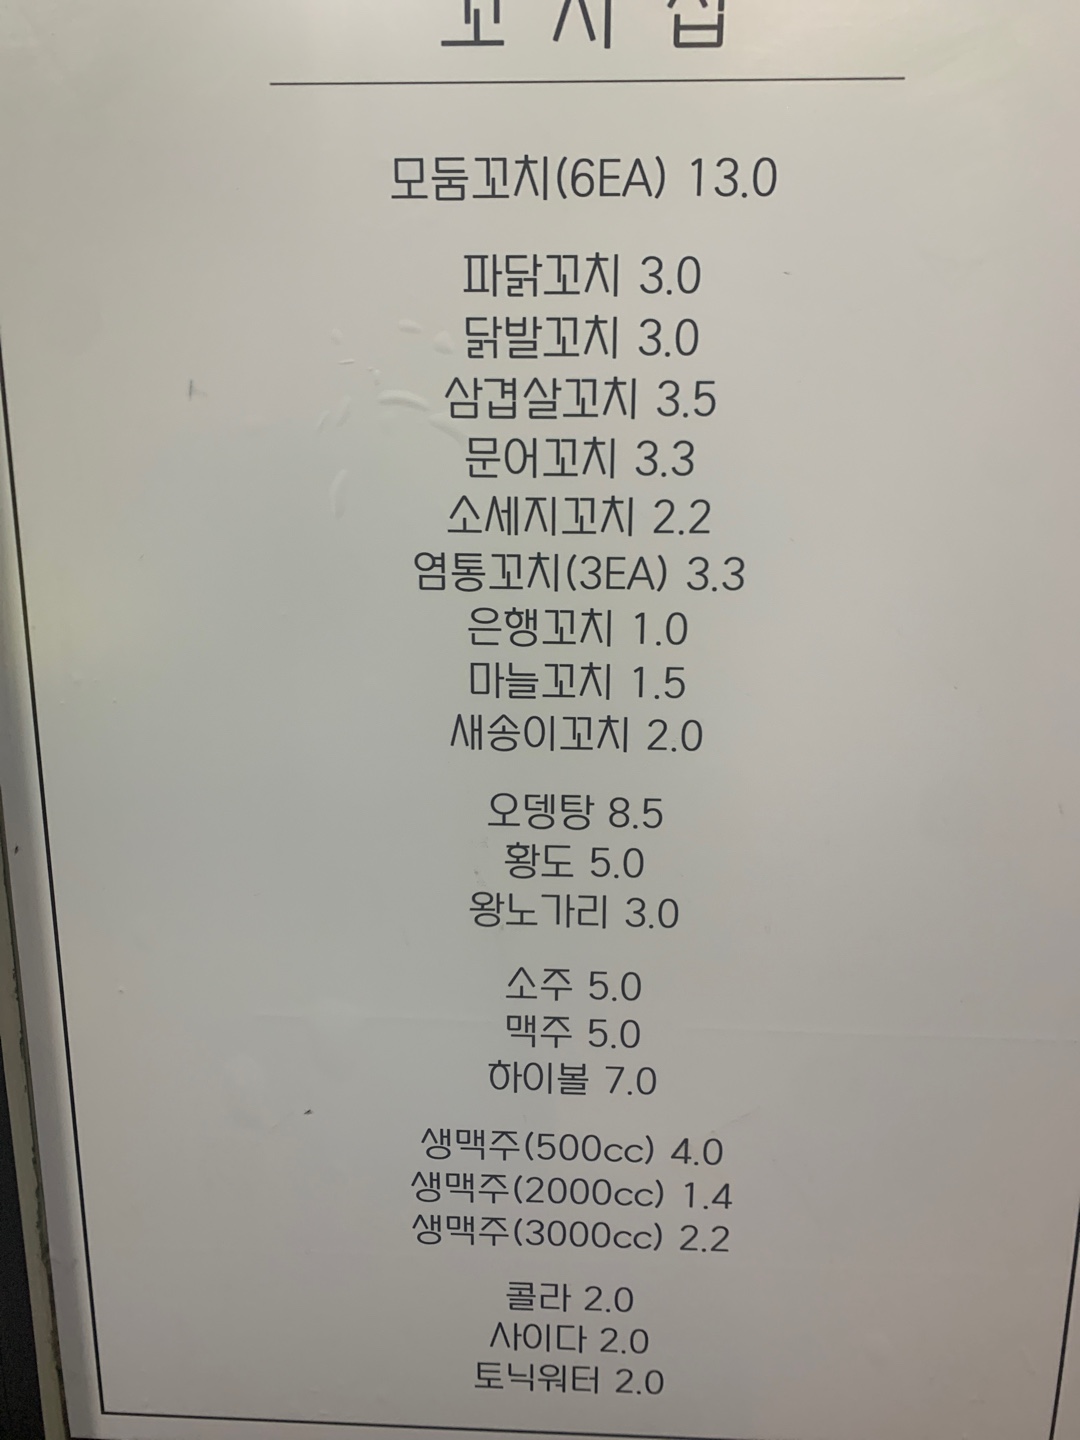 꼬치집
모둠꼬치(6EA) 13.0
파닭꼬치 3.0
닭발꼬치 3.0
삼겹살꼬치 3.5
문어꼬치 3.3
소세지꼬치 2.2
염통꼬치(3EA) 3.3
은행꼬치 1.0
마늘꼬치 1.5
새송이꼬치 2.0
오뎅탕 8.5
황도 5.0
왕노가리 3.0
소주 5.0
맥주 5.0
하이볼 7.0
생맥주(500cc) 4.0
생맥주(2000cc) 1.4
생맥주(3000cc) 2.2
콜라 2.0
사이다 2.0
토닉워터 2.0